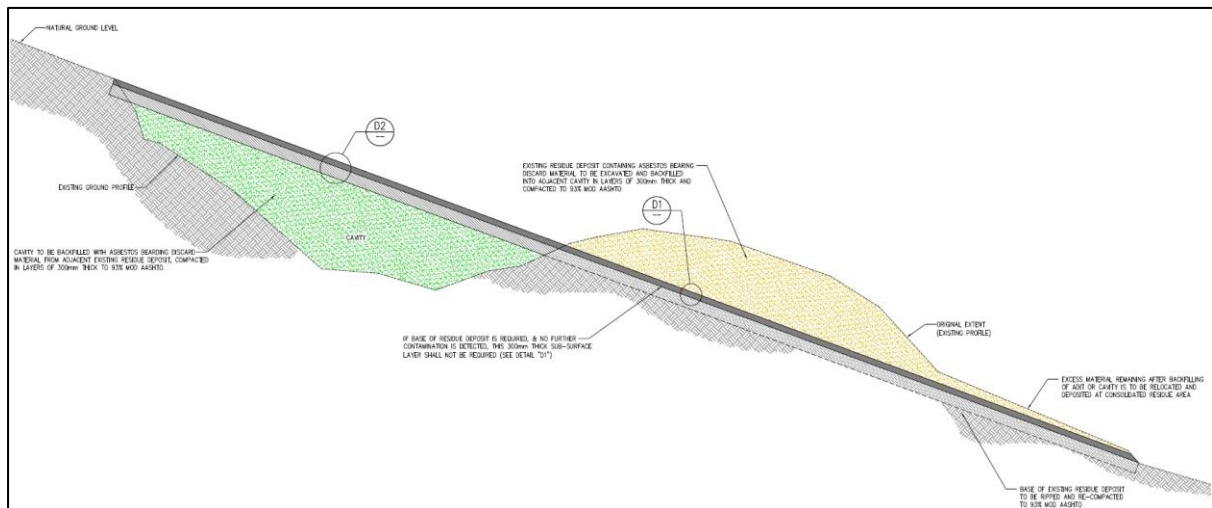 NATURAL GROUND LEVEL
D2
--
EXISTING RESIDUE DEPOSIT CONTAINING ASBESTOS BEARING
DISCARD MATERIAL TO BE EXCAVATED AND BACKFILLED
INTO ADJACENT CAVITY IN LAYERS OF 300mm THICK AND
COMPACTED TO 93% MOD AASHTO
EXISTING GROUND PROFILE
D1
--
CAVITY
CAVITY TO BE BACKFILLED WITH ASBESTOS BEARDING DISCARD
MATERIAL FROM ADJACENT EXISTING RESIDUE DEPOSIT, COMPACTED
IN LAYERS OF 300mm THICK TO 93% MOD AASHTO.
ORIGINAL EXTENT
(EXISTING PROFILE)
IF BASE OF RESIDUE DEPOSIT IS REQUIRED, & NO FURTHER
CONTAMINATION IS DETECTED, THIS 300mm THICK SUB-SURFACE
LAYER SHALL NOT BE REQUIRED (SEE DETAIL "D1")
EXCESS MATERIAL REMAINING AFTER BACKFILLING
OF ADIT OR CAVITY IS TO BE RELOCATED AND
DEPOSITED AT CONSOLIDATED RESIDUE AREA
BASE OF EXISTING RESIDUE DEPOSIT
TO BE RIPPED AND RE-COMPACTED
TO 93% MOD AASHTO